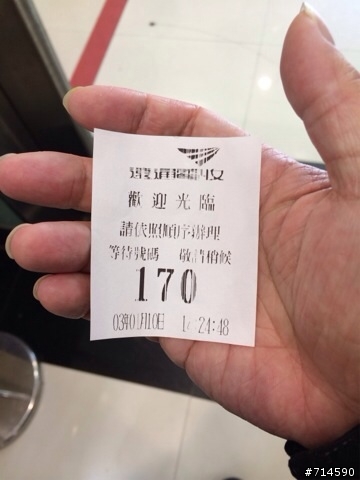 歡迎光臨
請依照順序辦理
等待號碼 敬請稍候
170
24:48
#714590